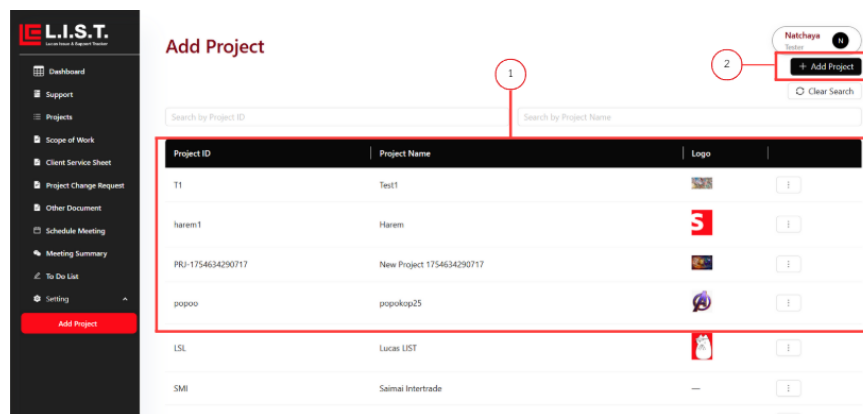 L.I.S.T.
Lucas Issue & Support Tracker
Dashboard
Support
Projects
Scope of Work
Client Service Sheet
Project Change Request
Other Document
Schedule Meeting
Meeting Summary
To Do List
Setting
Add Project
Add Project
Natchaya
N
Tester
1
2
+ Add Project
Clear Search
Search by Project ID
Search by Project Name
Project ID Project Name Logo
T1 Test1
harem1 Harem S
PRJ-1754634290717 New Project 1754634290717
popoo popokop25
LSL Lucas LIST
SMI Saimai Intertrade —